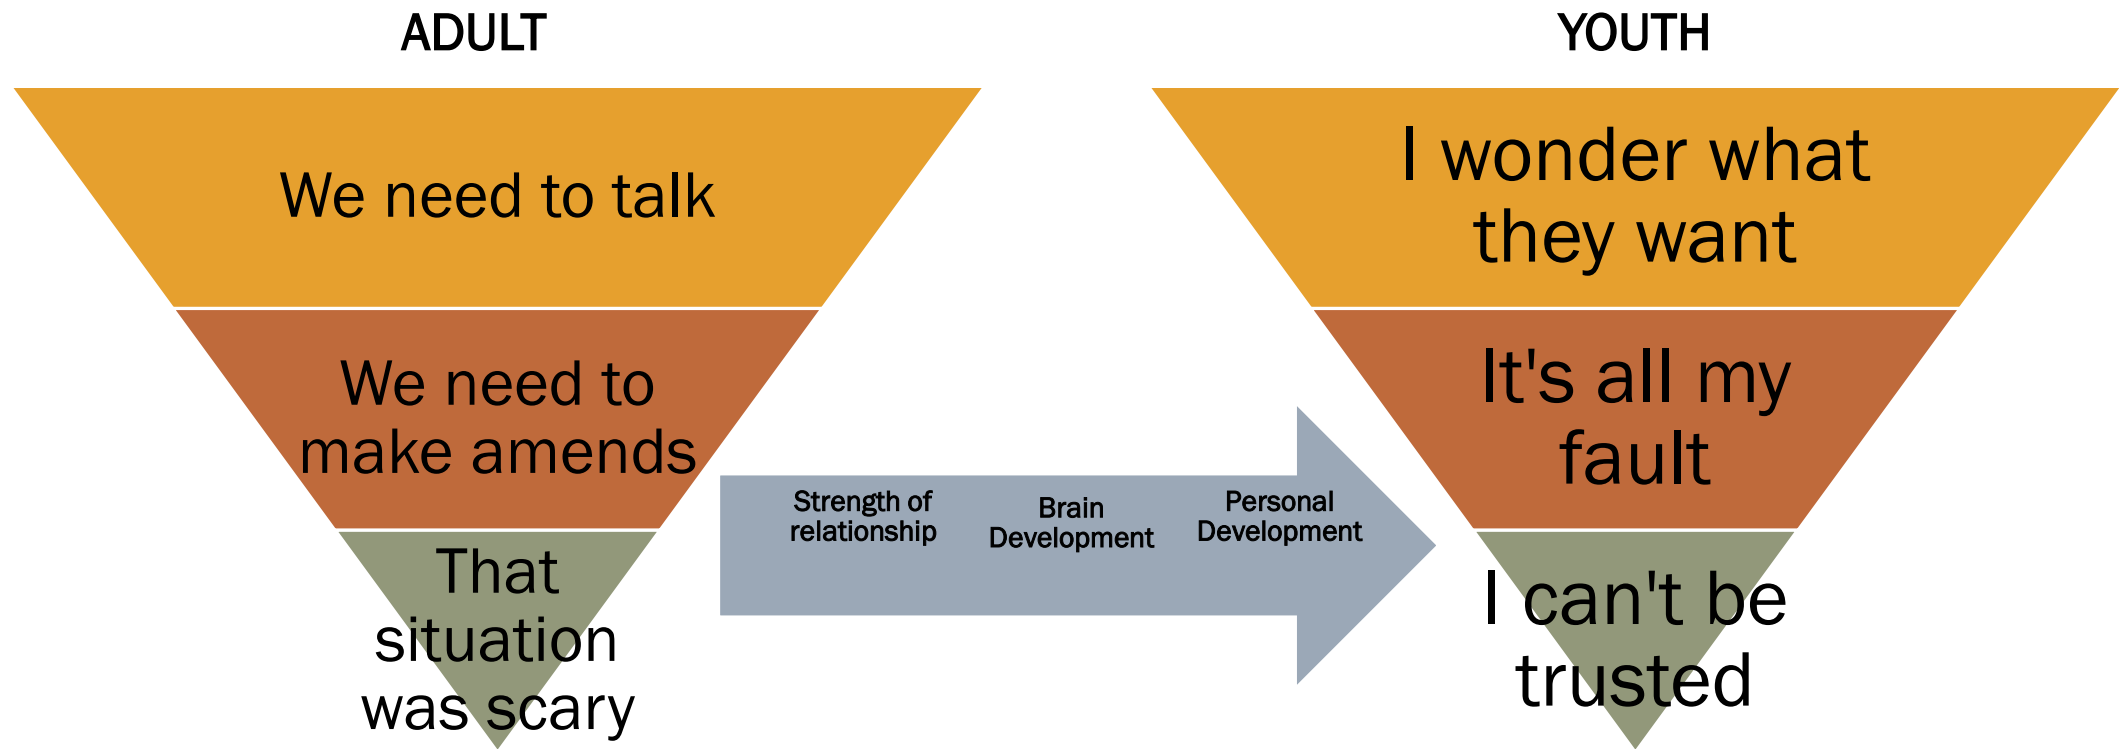 ADULT
We need to talk
We need to
make amends
That
situation
was scary
Strength of
relationship
Brain
Development
Personal
Development
YOUTH
I wonder what
they want
It's all my
fault
I can't be
trusted